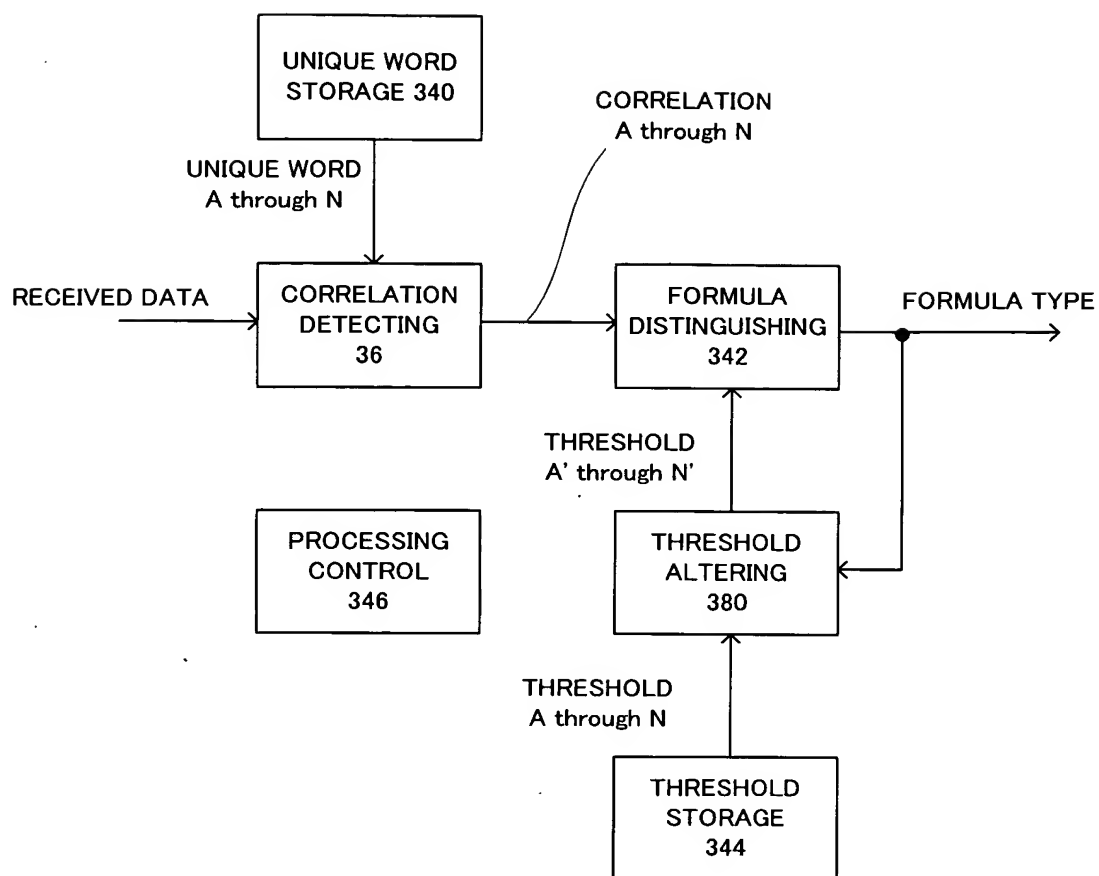 UNIQUE WORD
STORAGE 340
CORRELATION
A through N
UNIQUE WORD
A through N
RECEIVED DATA
CORRELATION
DETECTING
36
FORMULA
DISTINGUISHING
342
FORMULA TYPE
THRESHOLD
A' through N'
PROCESSING
CONTROL
346
THRESHOLD
ALTERING
380
THRESHOLD
A through N
THRESHOLD
STORAGE
344